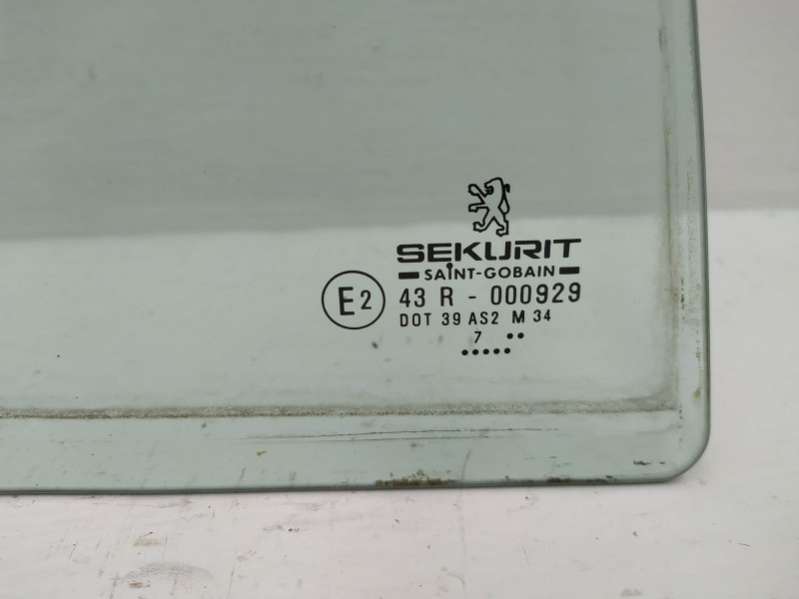 SEKURIT
SAINT-GOBAIN
E2 43 R - 000929
DOT 39 AS2 M 34
7